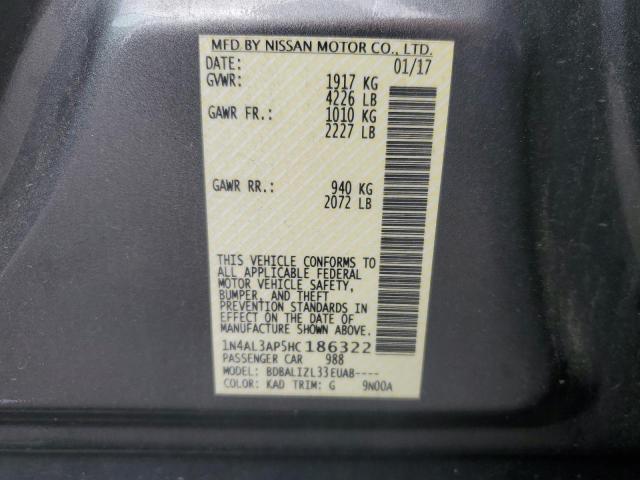 MFD BY NISSAN MOTOR CO., LTD.
DATE: 01/17
GVWR: 1917 KG
4226 LB
GAWR FR.: 1010 KG
2227 LB
GAWR RR.: 940 KG
2072 LB
THIS VEHICLE CONFORMS TO
ALL APPLICABLE FEDERAL
MOTOR VEHICLE SAFETY,
BUMPER, AND THEFT
PREVENTION STANDARDS IN
EFFECT ON THE DATE OF
MANUFACTURE SHOWN ABOVE.
1N4AL3AP5HC186322
PASSENGER CAR 988
MODEL: BDBALIZL33EUAB----
COLOR: KAD TRIM: G 9N00A